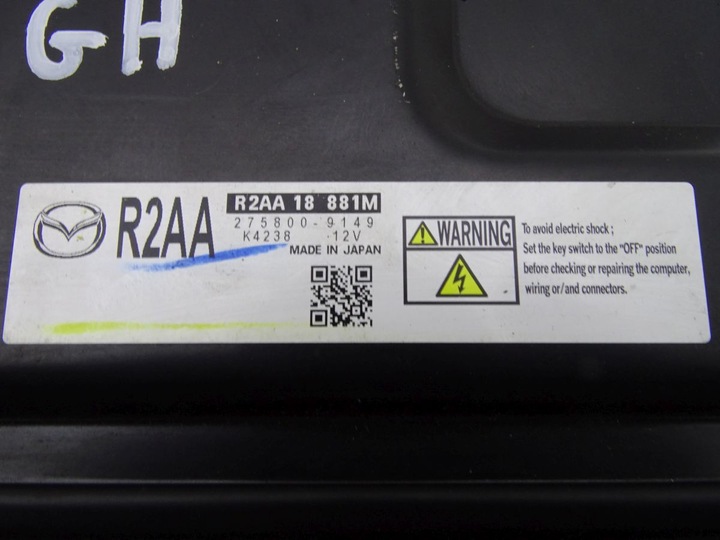 GH
R2AA
R2AA 18 881M
275800-9149
K4238 12V
MADE IN JAPAN
WARNING
To avoid electric shock ;
Set the key switch to the "OFF" position
before checking or repairing the computer,
wiring or/and connectors.